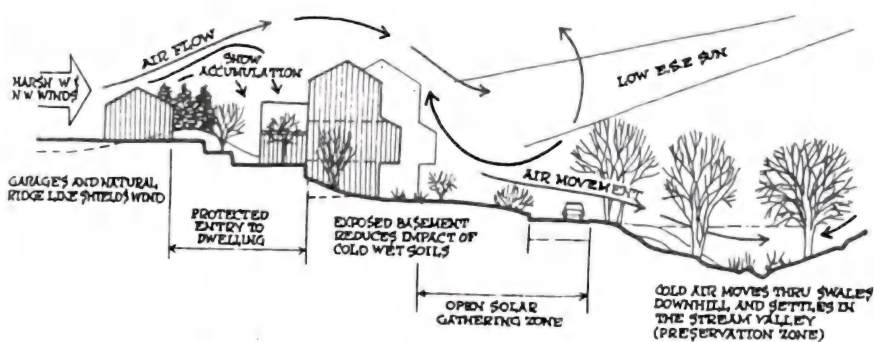 AIR FLOW
SNOW
ACCUMULATION
HARSH W &
N W WINDS
LOW E.S.E SUN
AIR MOVEMENT
GARAGES AND NATURAL
RIDGE LINE SHIELDS WIND
PROTECTED
ENTRY TO
DWELLING
EXPOSED BASEMENT
REDUCES IMPACT OF
COLD WET SOILS
OPEN SOLAR
GATHERING ZONE
COLD AIR MOVES THRU SWALES
DOWNHILL AND SETTLES IN
THE STREAM VALLEY
(PRESERVATION ZONE)